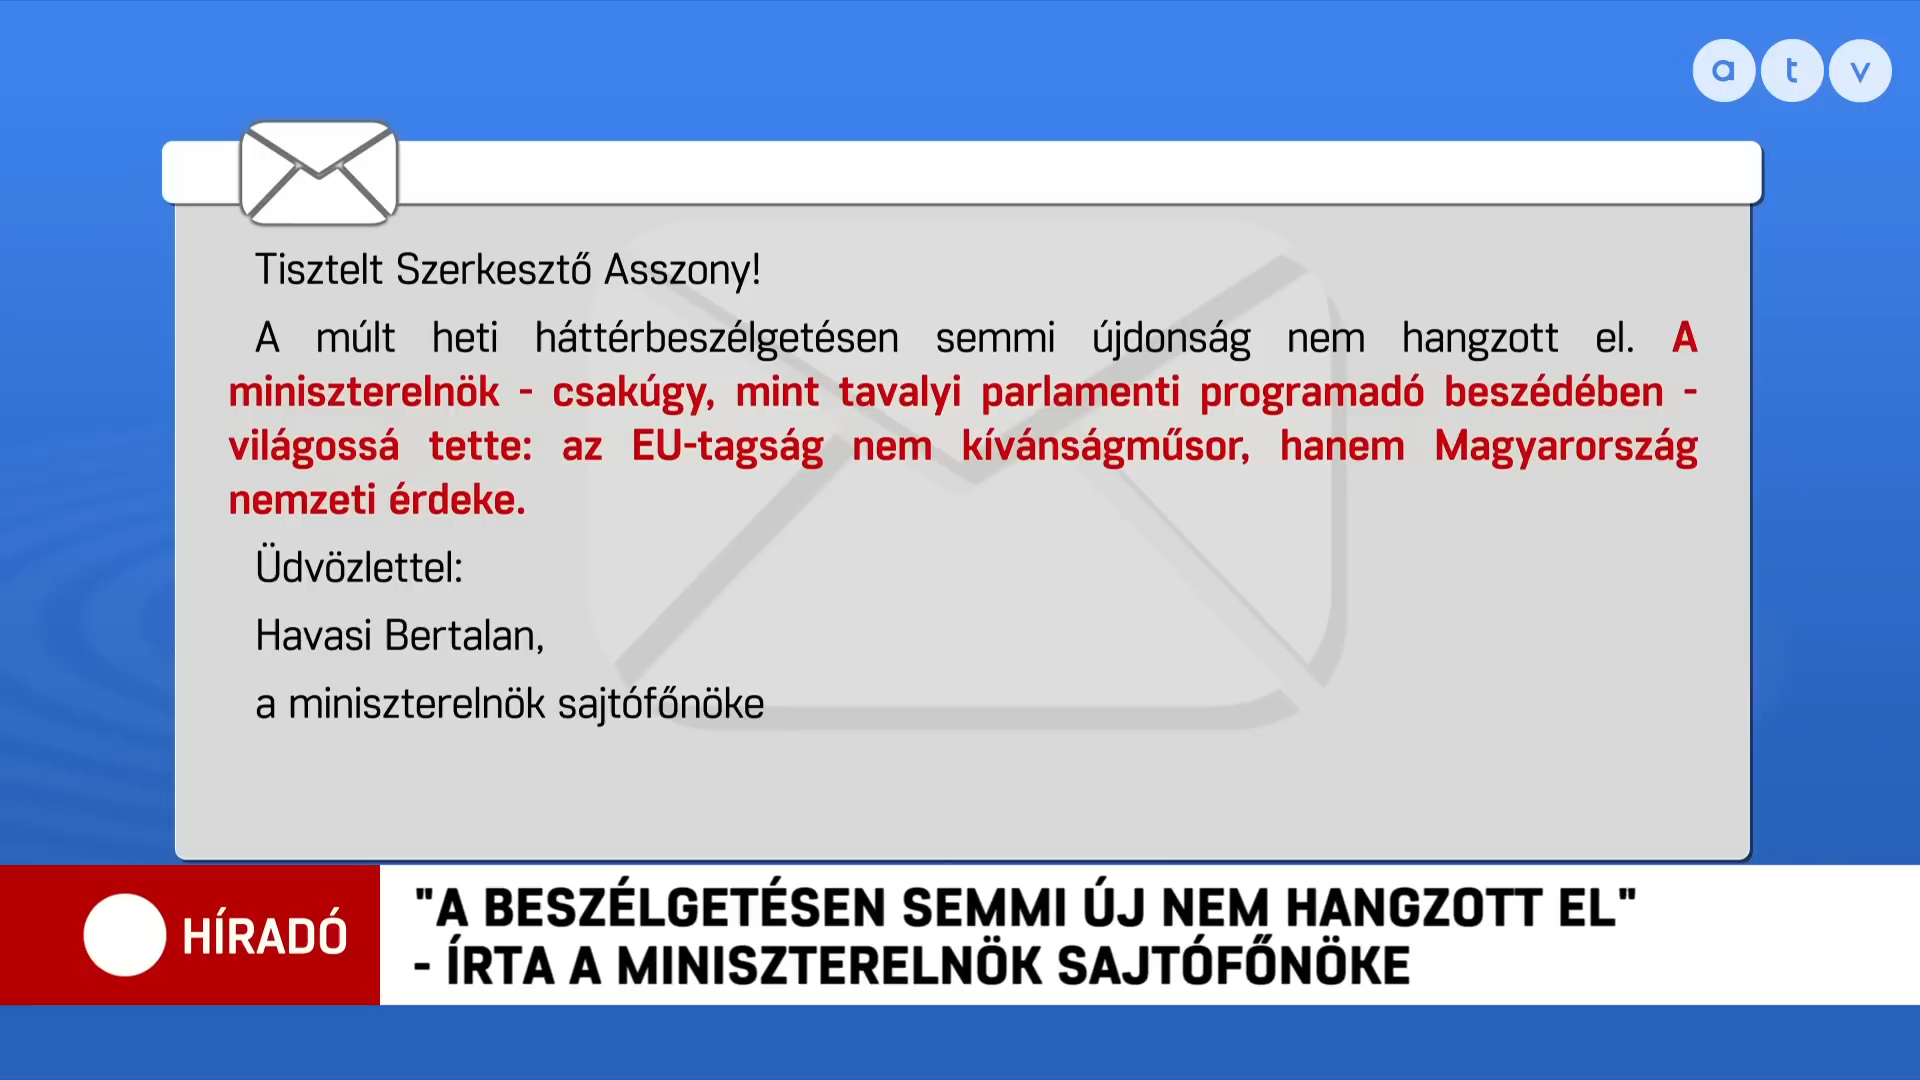 a t v
Tisztelt Szerkesztő Asszony!
A múlt heti háttérbeszélgetésen semmi újdonság nem hangzott el. A
miniszterelnök - csakúgy, mint tavalyi parlamenti programadó beszédében -
világossá tette: az EU-tagság nem kívánságműsor, hanem Magyarország
nemzeti érdeke.
Üdvözlettel:
Havasi Bertalan,
a miniszterelnök sajtófőnöke
HÍRADÓ
"A BESZÉLGETÉSEN SEMMI ÚJ NEM HANGZOTT EL"
- ÍRTA A MINISZTERELNÖK SAJTÓFŐNÖKE